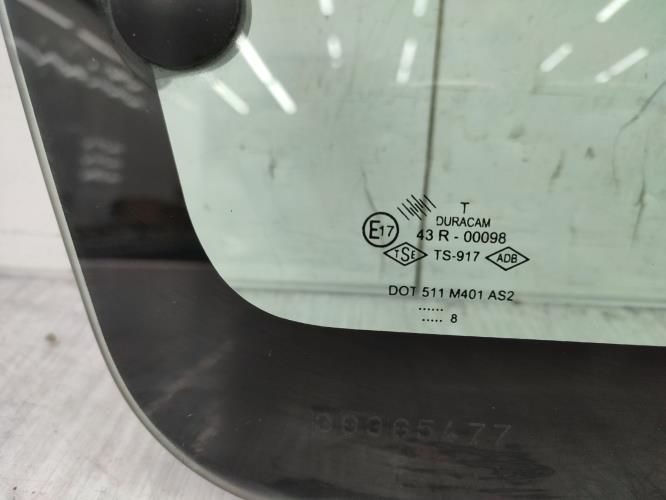 T
DURACAM
E17 43 R - 00098
TSE TS-917 ADB
DOT 511 M401 AS2
......
..... 8